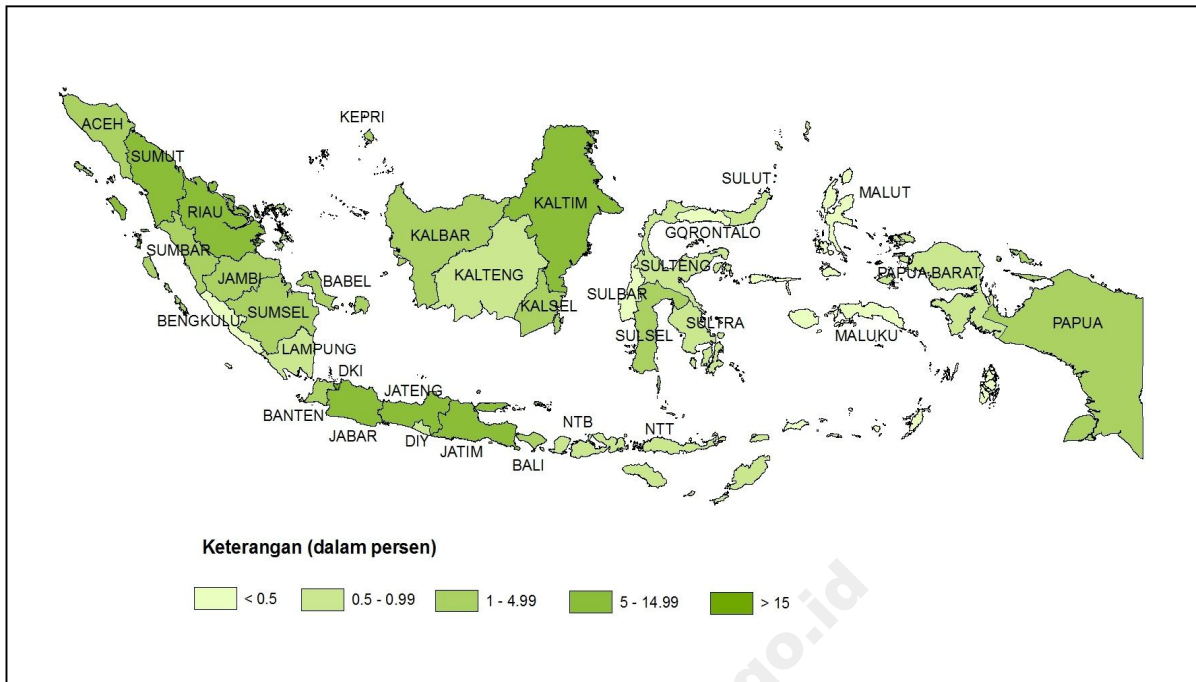 ACEH
KEPRI
SUMUT
SULUT
MALUT
RIAU
KALTIM
KALBAR
GORONTALO
SUMBAR
JAMBI
BABEL
KALTENG
SULTENG
PAPUA BARAT
SULBAR
KALSEL
BENGKULU
SUMSEL
SULSEL
SULTRA
MALUKU
PAPUA
LAMPUNG
DKI
JATENG
BANTEN
JABAR
DIY
JATIM
BALI
NTB
NTT
Keterangan (dalam persen)
< 0.5
0.5 - 0.99
1 - 4.99
5 - 14.99
> 15
go.id